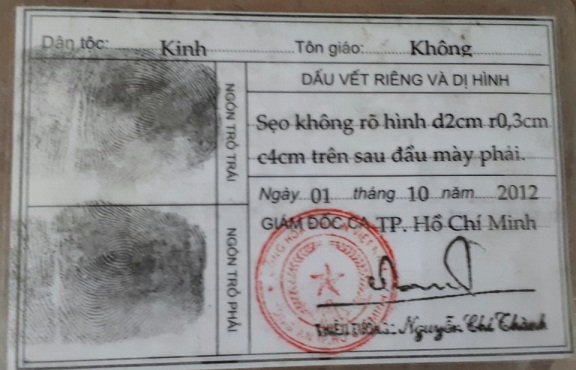 Dân tộc: Kinh Tôn giáo: Không
NGÓN TRỎ TRÁI
NGÓN TRỎ PHẢI
DẤU VẾT RIÊNG VÀ DỊ HÌNH
Sẹo không rõ hình d2cm r0,3cm
c4cm trên sau đầu mày phải.
Ngày 01 tháng 10 năm 2012
GIÁM ĐỐC CA TP. Hồ Chí Minh
THIẾU TƯỚNG: Nguyễn Chí Thành